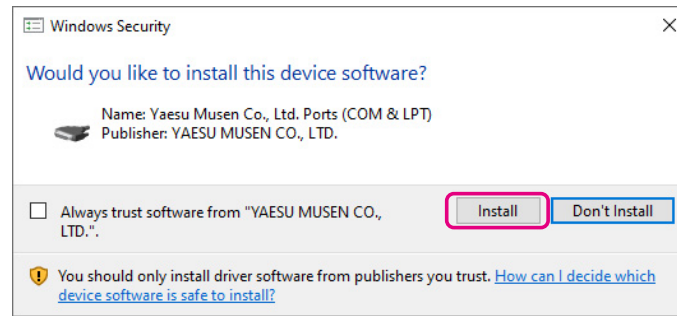 Windows Security
Would you like to install this device software?
Name: Yaesu Musen Co., Ltd. Ports (COM & LPT)
Publisher: YAESU MUSEN CO., LTD.
Always trust software from "YAESU MUSEN CO.,
LTD.".
Install
Don't Install
You should only install driver software from publishers you trust. How can I decide which
device software is safe to install?